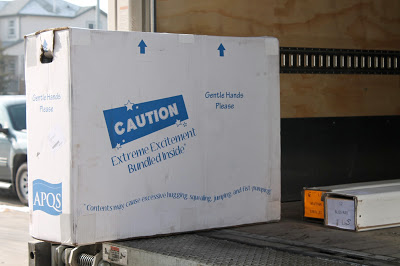 Gentle Hands
Please
CAUTION
Extreme Excitement
Bundled Inside
Gentle Hands
Please
APQS
"Contents may cause excessive hugging, squealing, jumping, and fist pumping"